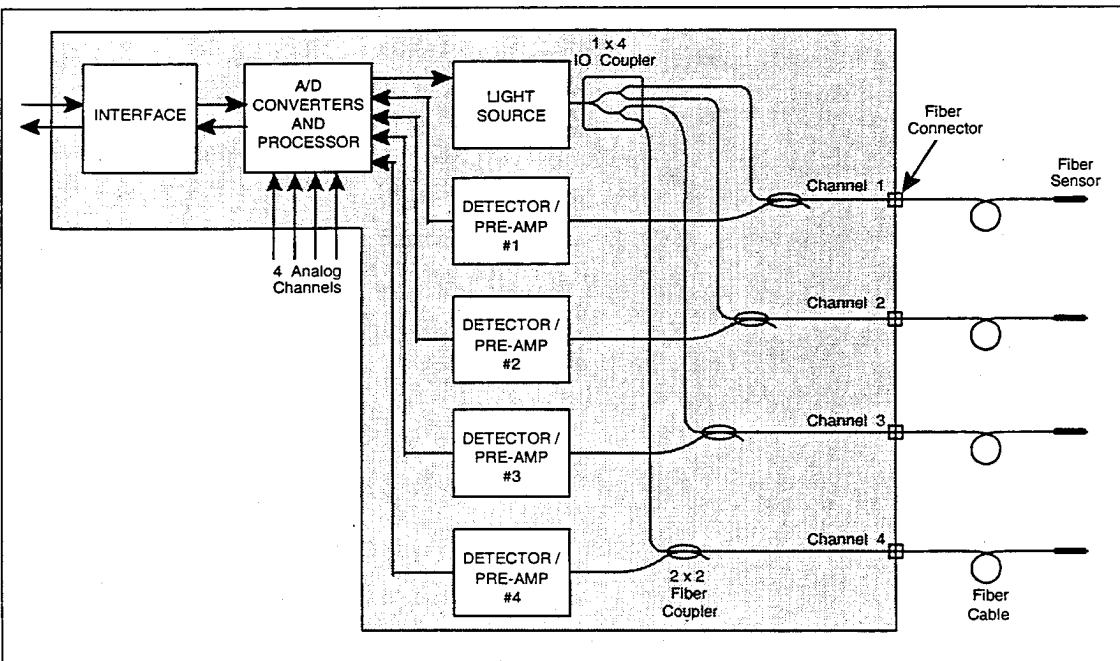 1 x 4
IO Coupler
INTERFACE
A/D
CONVERTERS
AND
PROCESSOR
LIGHT
SOURCE
Fiber
Connector
Fiber
Sensor
Channel 1
DETECTOR /
PRE-AMP
#1
4 Analog
Channels
Channel 2
DETECTOR /
PRE-AMP
#2
Channel 3
DETECTOR /
PRE-AMP
#3
Channel 4
DETECTOR /
PRE-AMP
#4
2 x 2
Fiber
Coupler
Fiber
Cable